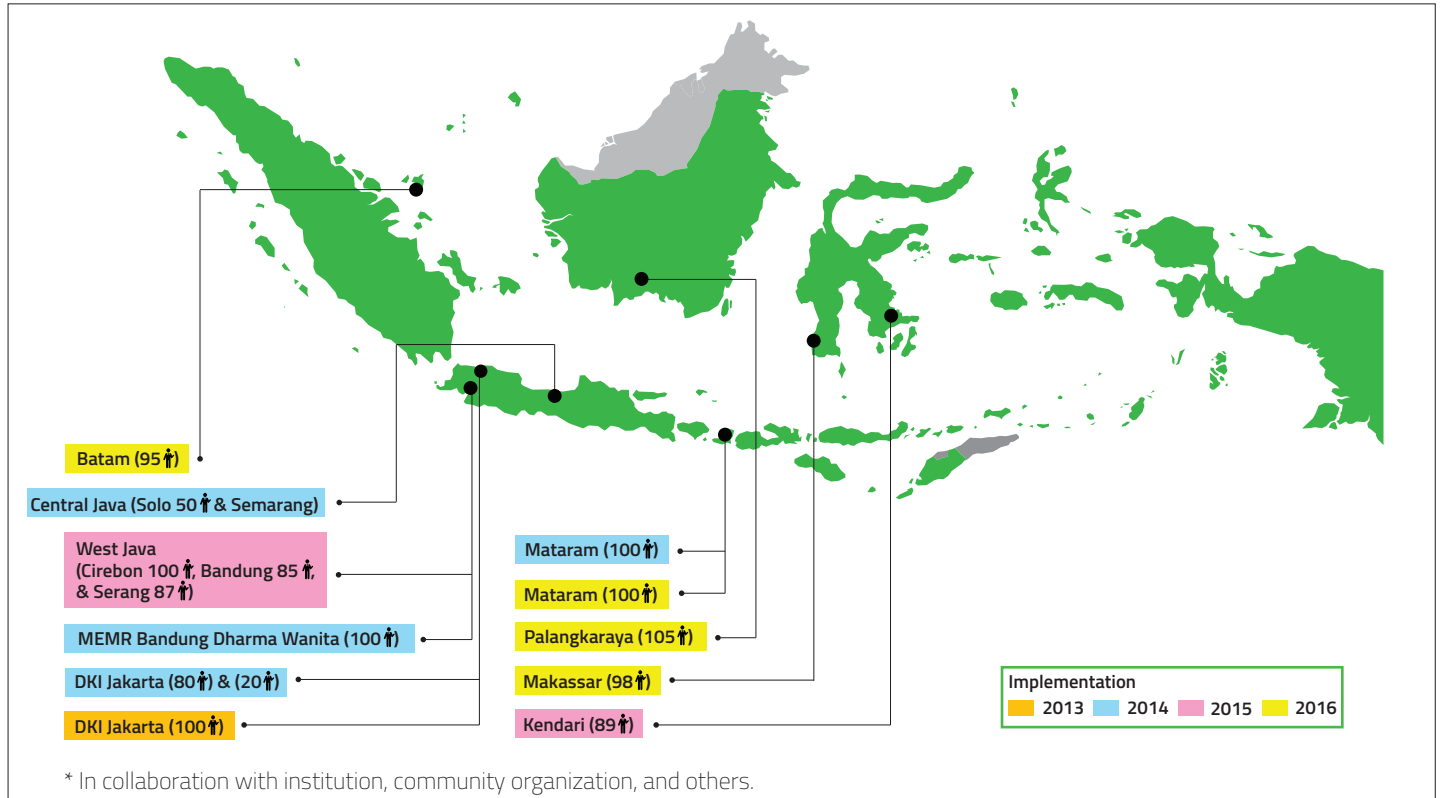 Batam (95)
Central Java (Solo 50 & Semarang)
West Java
(Cirebon 100, Bandung 85,
& Serang 87)
MEMR Bandung Dharma Wanita (100)
DKI Jakarta (80) & (20)
DKI Jakarta (100)
Mataram (100)
Mataram (100)
Palangkaraya (105)
Makassar (98)
Kendari (89)
Implementation
2013 2014 2015 2016
* In collaboration with institution, community organization, and others.